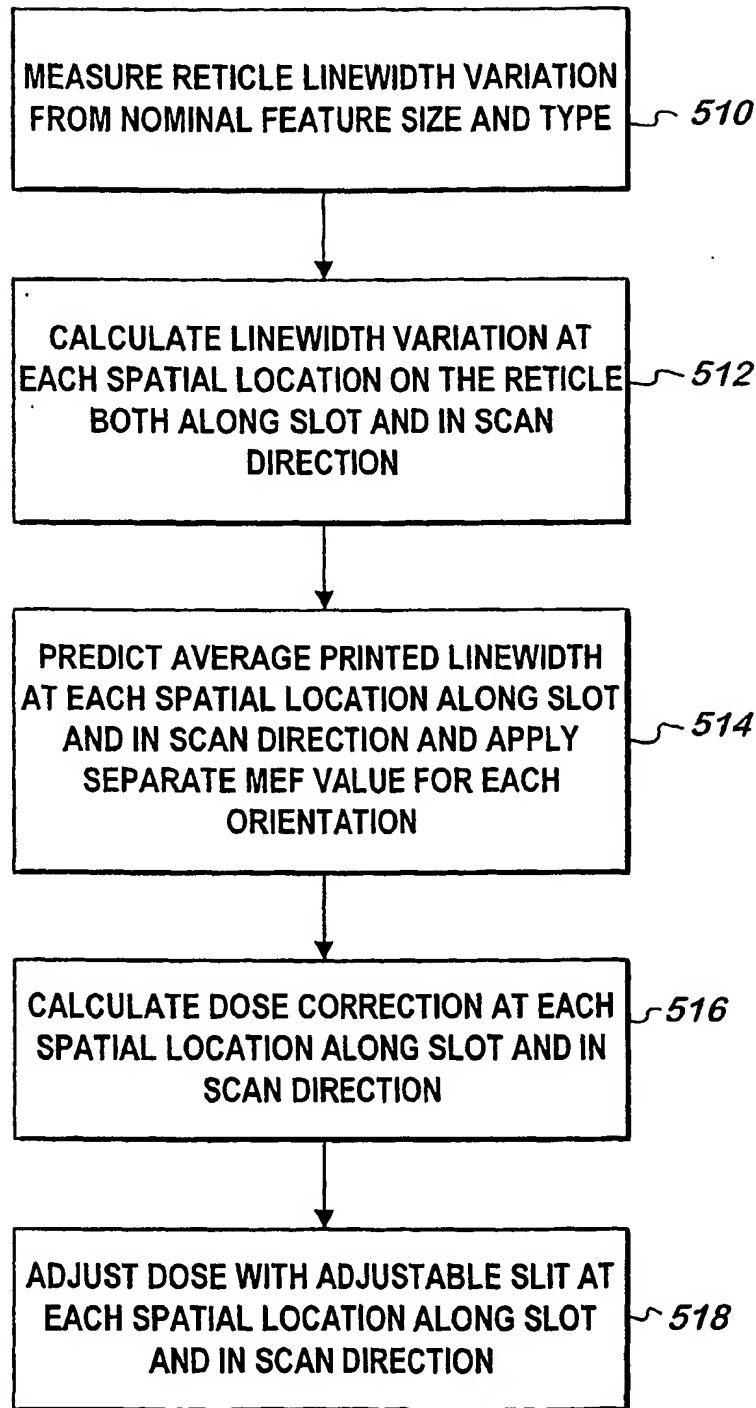 MEASURE RETICLE LINEWIDTH VARIATION
FROM NOMINAL FEATURE SIZE AND TYPE
510
CALCULATE LINEWIDTH VARIATION AT
EACH SPATIAL LOCATION ON THE RETICLE
BOTH ALONG SLOT AND IN SCAN
DIRECTION
512
PREDICT AVERAGE PRINTED LINEWIDTH
AT EACH SPATIAL LOCATION ALONG SLOT
AND IN SCAN DIRECTION AND APPLY
SEPARATE MEF VALUE FOR EACH
ORIENTATION
514
CALCULATE DOSE CORRECTION AT EACH
SPATIAL LOCATION ALONG SLOT AND IN
SCAN DIRECTION
516
ADJUST DOSE WITH ADJUSTABLE SLIT AT
EACH SPATIAL LOCATION ALONG SLOT
AND IN SCAN DIRECTION
518